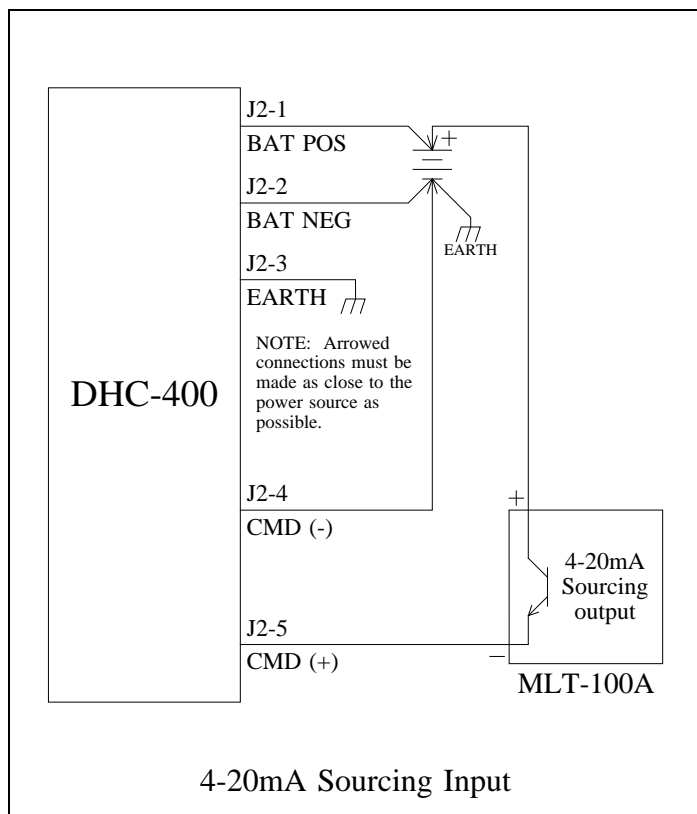 J2-1
BAT POS
+
J2-2
BAT NEG
EARTH
J2-3
EARTH
NOTE: Arrowed
connections must be
made as close to the
power source as
possible.
DHC-400
J2-4
CMD (-)
+
4-20mA
Sourcing
output
J2-5
CMD (+)
−
MLT-100A
4-20mA Sourcing Input